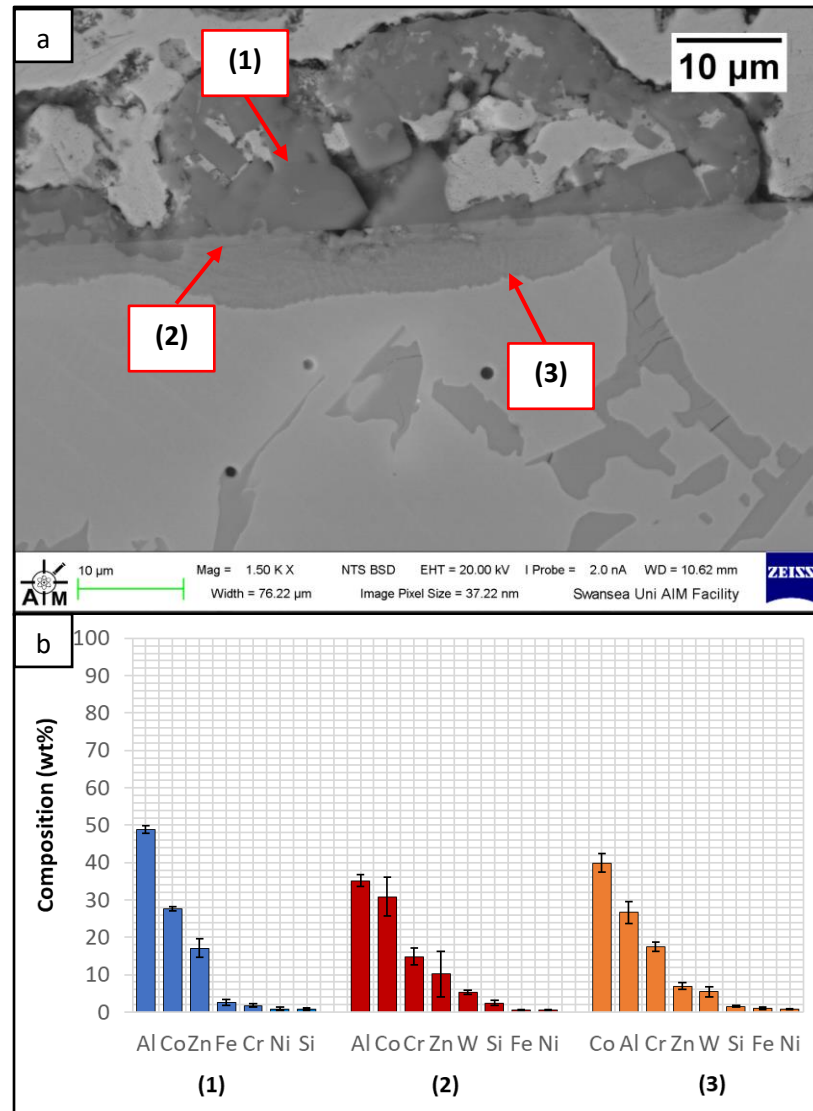 a
(1)
10 µm
(2)
(3)
10 µm
Mag = 1.50 K X NTS BSD EHT = 20.00 kV I Probe = 2.0 nA WD = 10.62 mm
ZEISS
AIM
Width = 76.22 µm Image Pixel Size = 37.22 nm Swansea Uni AIM Facility
b
Composition (wt%)
100
90
80
70
60
50
40
30
20
10
0
Al Co Zn Fe Cr Ni Si Al Co Cr Zn W Si Fe Ni Co Al Cr Zn W Si Fe Ni
(1) (2) (3)